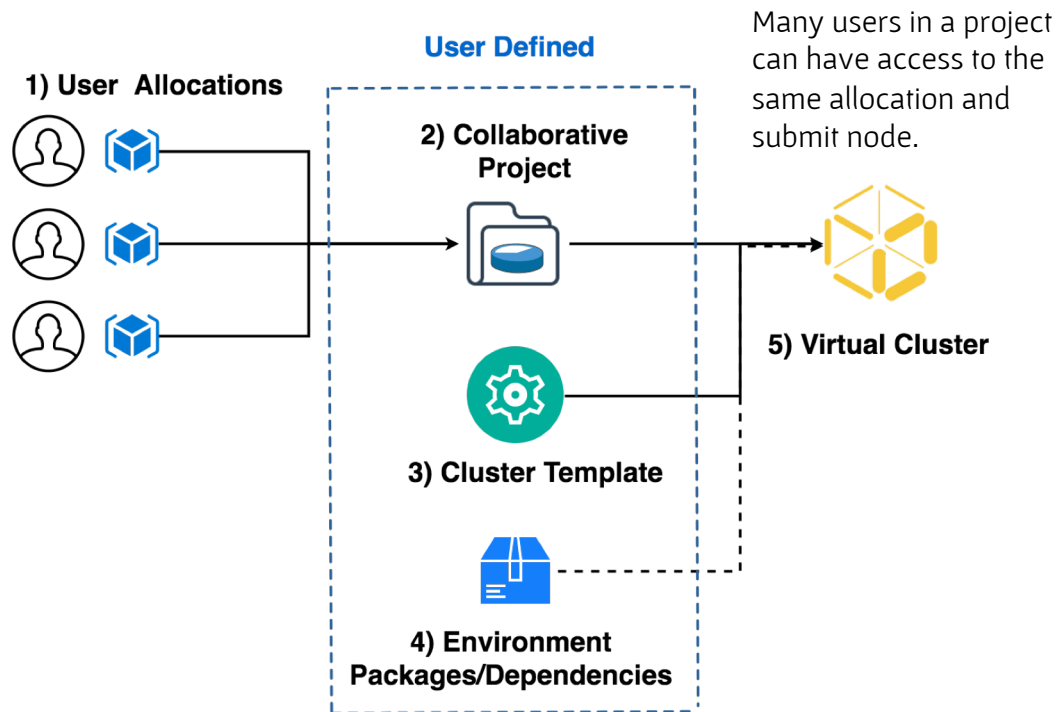 User Defined
Many users in a project
can have access to the
same allocation and
submit node.
1) User Allocations
2) Collaborative
Project
3) Cluster Template
4) Environment
Packages/Dependencies
5) Virtual Cluster